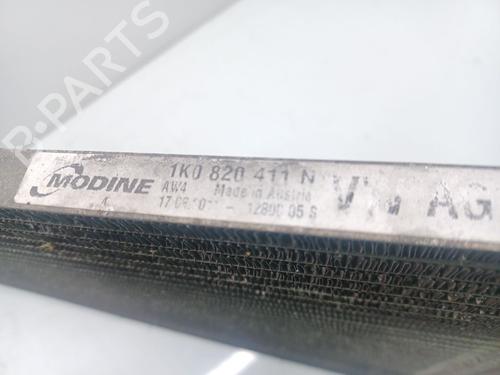 B-PARTS
MODINE
1K0 820 411 N
AW4 Made in Austria
VW AG